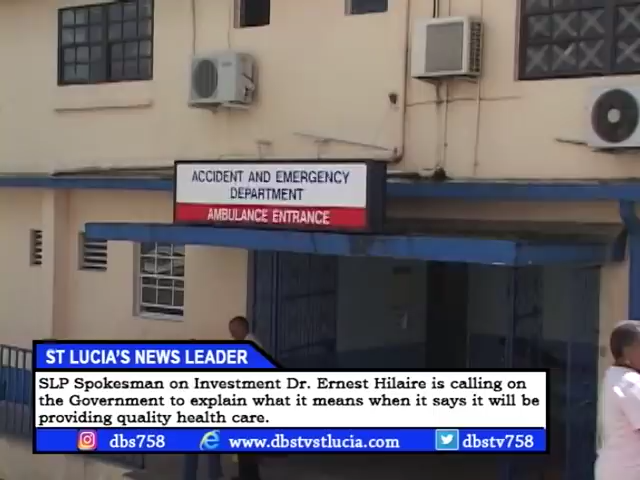 ACCIDENT AND EMERGENCY
DEPARTMENT
AMBULANCE ENTRANCE
ST LUCIA'S NEWS LEADER
SLP Spokesman on Investment Dr. Ernest Hilaire is calling on
the Government to explain what it means when it says it will be
providing quality health care.
dbs758 www.dbstvstlucia.com dbstv758